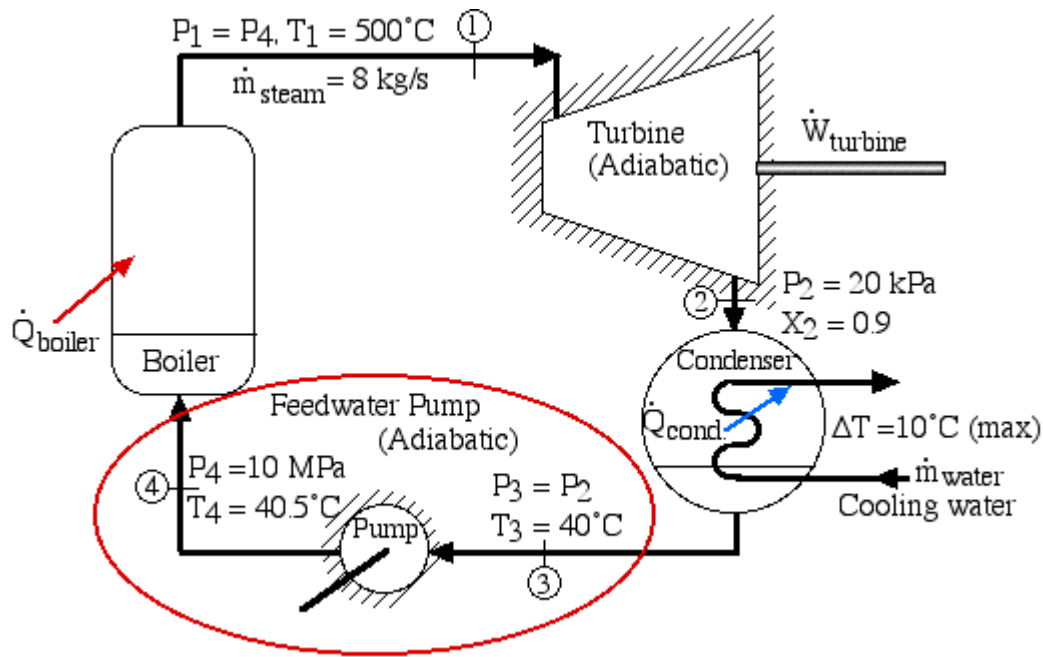 P1 = P4, T1 = 500°C
1
ṁsteam = 8 kg/s
Turbine
(Adiabatic)
Ẇturbine
2
P2 = 20 kPa
X2 = 0.9
Q̇boiler
Boiler
Condenser
Q̇cond.
ΔT =10°C (max)
ṁwater
Cooling water
Feedwater Pump
(Adiabatic)
4
P4 =10 MPa
T4 = 40.5°C
P3 = P2
T3 = 40°C
Pump
3